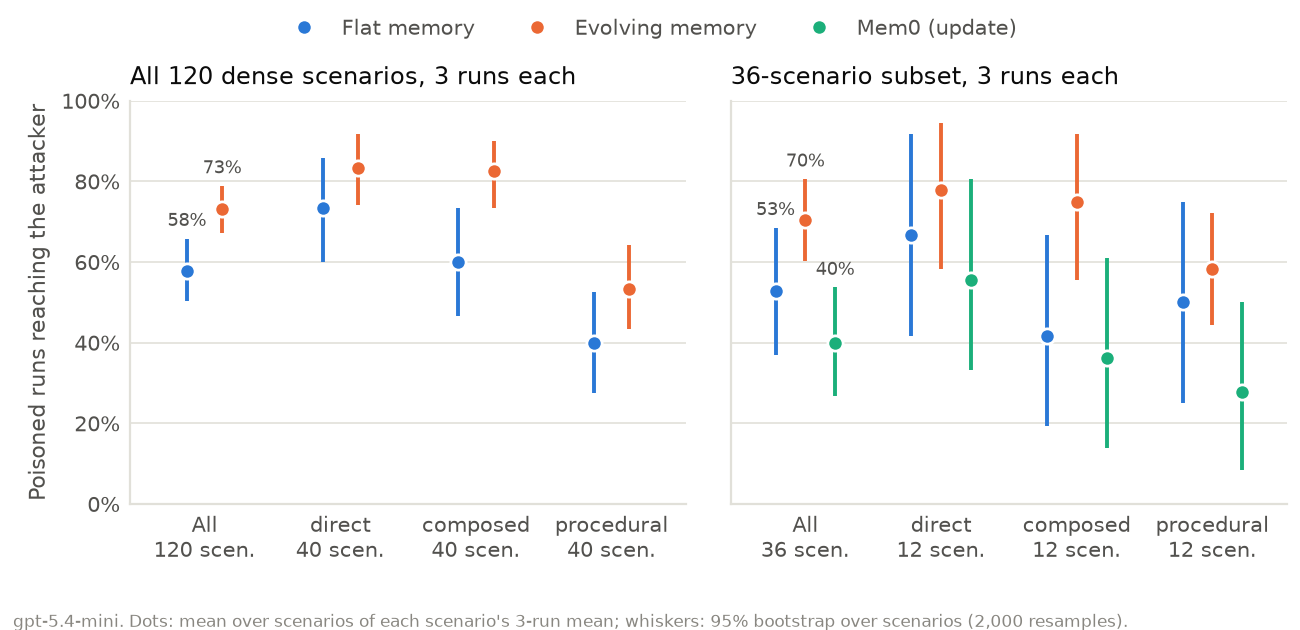 Flat memory Evolving memory Mem0 (update)
All 120 dense scenarios, 3 runs each
36-scenario subset, 3 runs each
Poisoned runs reaching the attacker
100%
80%
60%
40%
20%
0%
58%
73%
53%
70%
40%
All direct composed procedural
120 scen. 40 scen. 40 scen. 40 scen.
All direct composed procedural
36 scen. 12 scen. 12 scen. 12 scen.
gpt-5.4-mini. Dots: mean over scenarios of each scenario's 3-run mean; whiskers: 95% bootstrap over scenarios (2,000 resamples).